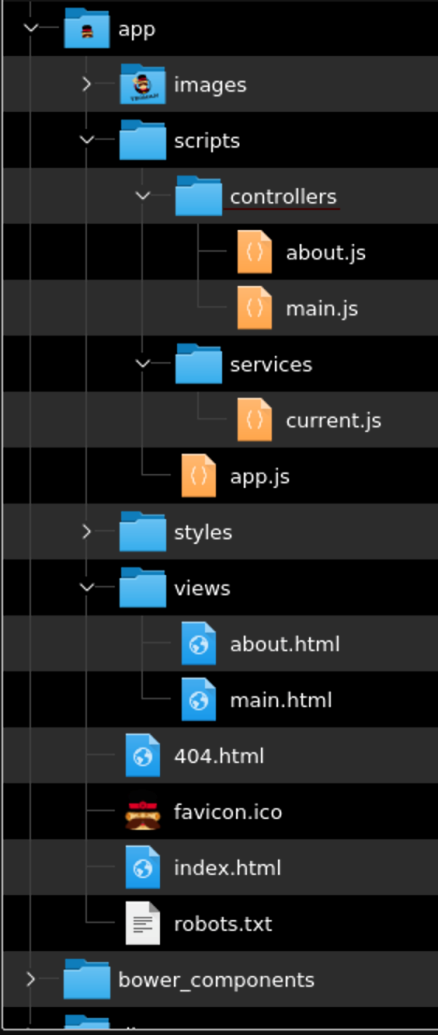 app
images
scripts
controllers
about.js
main.js
services
current.js
app.js
styles
views
about.html
main.html
404.html
favicon.ico
index.html
robots.txt
bower_components